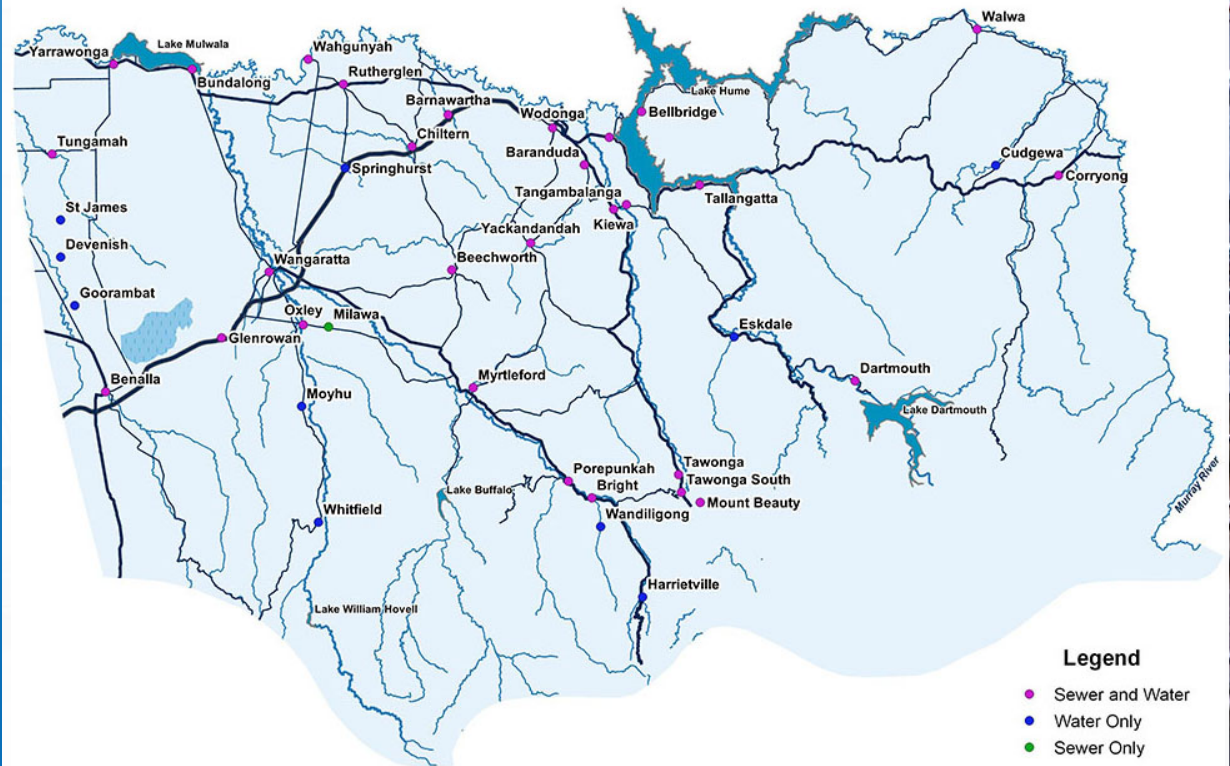 Walwa
Lake Mulwala
Wahgunyah
Yarrawonga
Rutherglen
Bundalong
Lake Hume
Barnawartha
Wodonga
Bellbridge
Chiltern
Tungamah
Baranduda
Cudgewa
Springhurst
Corryong
Tangambalanga
Tallangatta
St James
Kiewa
Yackandandah
Devenish
Wangaratta
Beechworth
Goorambat
Oxley
Milawa
Eskdale
Glenrowan
Dartmouth
Benalla
Myrtleford
Moyhu
Lake Dartmouth
Tawonga
Porepunkah
Tawonga South
Bright
Lake Buffalo
Mount Beauty
Murray River
Whitfield
Wandiligong
Harrietville
Lake William Hovell
Legend
Sewer and Water
Water Only
Sewer Only